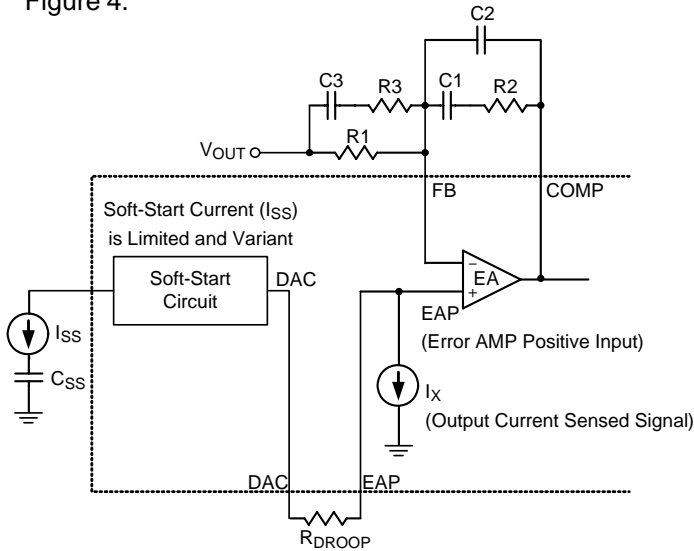 Figure 4.
C2
C3
R3
C1
R2
R1
VOUT
FB
COMP
Soft-Start Current (ISS)
is Limited and Variant
Soft-Start
Circuit
DAC
EA
−
+
EAP
(Error AMP Positive Input)
ISS
CSS
IX
(Output Current Sensed Signal)
DAC
EAP
RDROOP